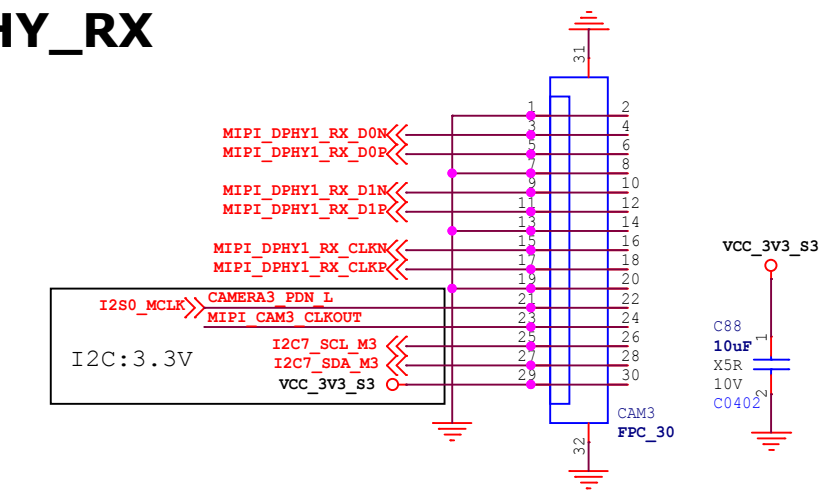 HY_RX
31
1
2
3
4
MIPI_DPHY1_RX_D0N
5
6
MIPI_DPHY1_RX_D0P
7
8
9
10
MIPI_DPHY1_RX_D1N
11
12
MIPI_DPHY1_RX_D1P
13
14
15
16
MIPI_DPHY1_RX_CLKN
17
18
MIPI_DPHY1_RX_CLKP
19
20
21
22
I2S0_MCLK CAMERA3_PDN_L
23
24
MIPI_CAM3_CLKOUT
25
26
I2C7_SCL_M3
27
28
I2C7_SDA_M3
29
30
VCC_3V3_S3
I2C:3.3V
CAM3
FPC_30
32
VCC_3V3_S3
C88
1
10uF
X5R
10V
2
C0402